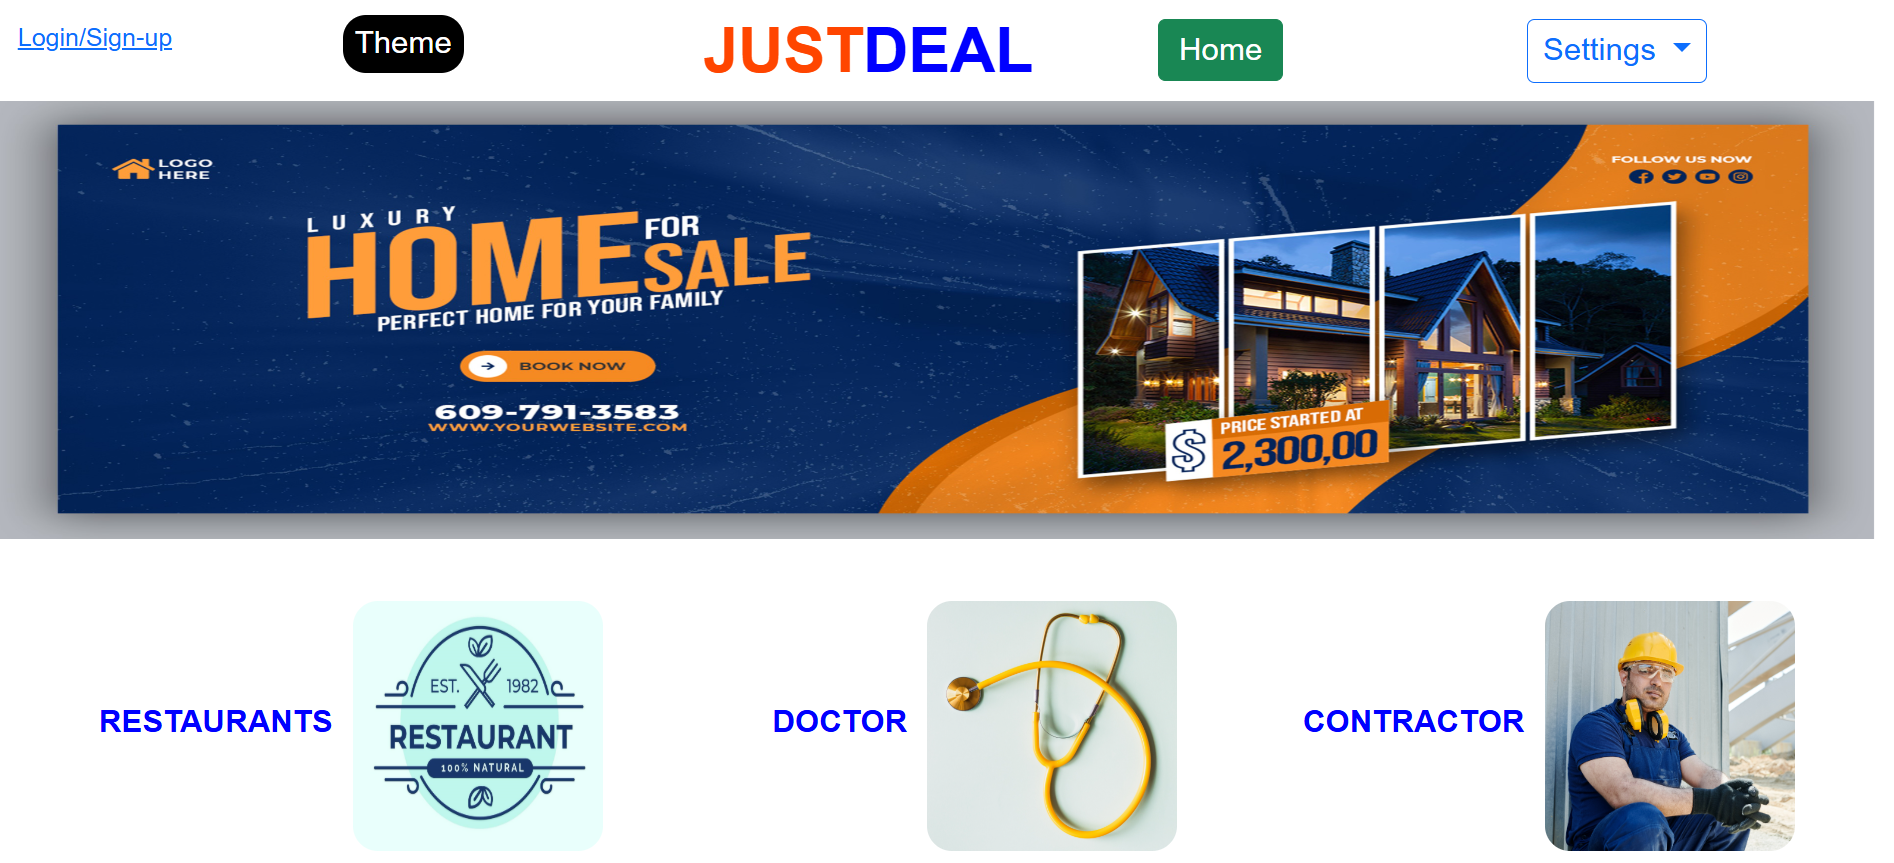 Login/Sign-up
Theme
JUSTDEAL
Home
Settings
LOGO
HERE
FOLLOW US NOW
LUXURY
HOME FOR
SALE
PERFECT HOME FOR YOUR FAMILY
BOOK NOW
609-791-3583
WWW.YOURWEBSITE.COM
PRICE STARTED AT
$ 2,300,00
RESTAURANTS
EST. 1982
RESTAURANT
100% NATURAL
DOCTOR
CONTRACTOR